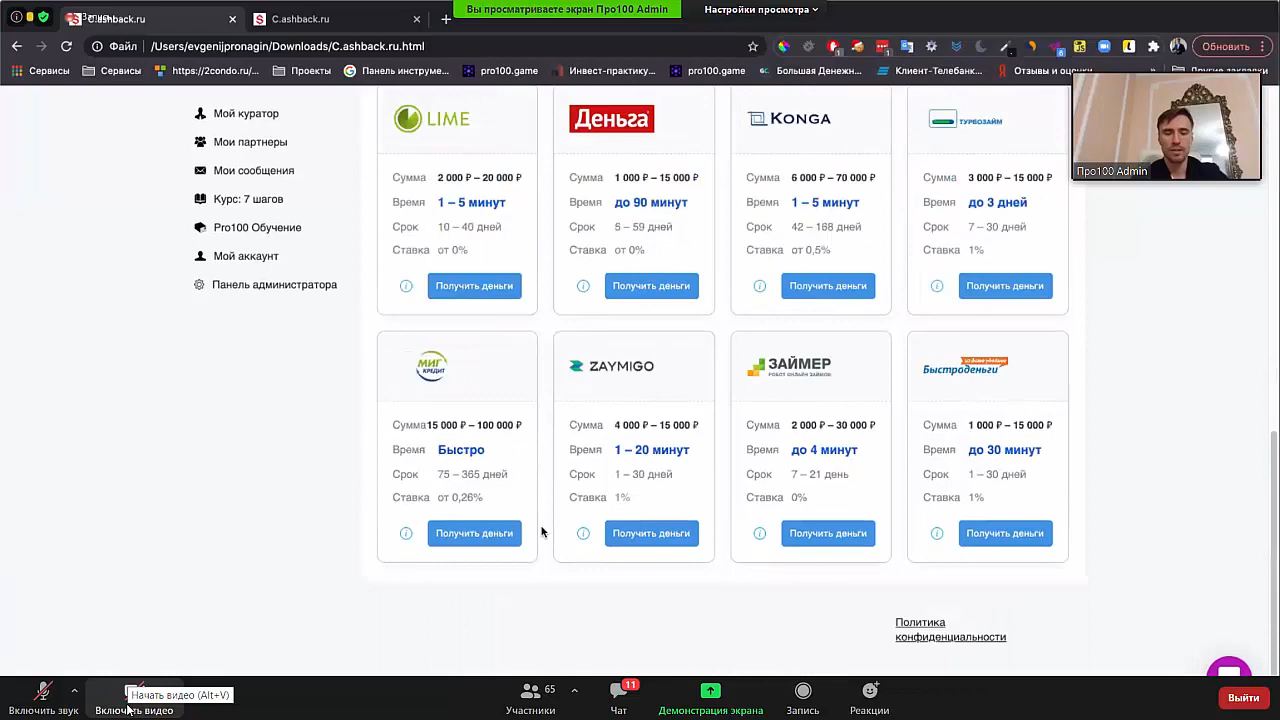 Вы просматриваете экран Про100 Admin
Настройки просмотра
C.ashback.ru
C.ashback.ru
Файл
/Users/evgenijpronagin/Downloads/C.ashback.ru.html
Обновить
Сервисы
Сервисы
https://2condo.ru/...
Проекты
Панель инструме...
pro100.game
Инвест-практику...
pro100.game
Большая Денежн...
Клиент-Телебанк...
Отзывы и оценки
»
Другие закладки
Про100 Admin
Мой куратор
Мои партнеры
Мои сообщения
Курс: 7 шагов
Pro100 Обучение
Мой аккаунт
Панель администратора
LIME
Сумма 2 000 ₽ – 20 000 ₽
Время 1 – 5 минут
Срок 10 – 40 дней
Ставка от 0%
Получить деньги
Деньга
Сумма 1 000 ₽ – 15 000 ₽
Время до 90 минут
Срок 5 – 59 дней
Ставка от 0%
Получить деньги
KONGA
Сумма 6 000 ₽ – 70 000 ₽
Время 1 – 5 минут
Срок 42 – 168 дней
Ставка от 0,5%
Получить деньги
ТУРБОЗАЙМ
Сумма 3 000 ₽ – 15 000 ₽
Время до 3 дней
Срок 7 – 30 дней
Ставка 1%
Получить деньги
МИГ
КРЕДИТ
Сумма 15 000 ₽ – 100 000 ₽
Время Быстро
Срок 75 – 365 дней
Ставка от 0,26%
Получить деньги
ZAYMIGO
Сумма 4 000 ₽ – 15 000 ₽
Время 1 – 20 минут
Срок 1 – 30 дней
Ставка 1%
Получить деньги
ЗАЙМЕР
РОБОТ ОНЛАЙН ЗАЙМОВ
Сумма 2 000 ₽ – 30 000 ₽
Время до 4 минут
Срок 7 – 21 день
Ставка 0%
Получить деньги
Быстроденьги
Сумма 1 000 ₽ – 15 000 ₽
Время до 30 минут
Срок 1 – 30 дней
Ставка 1%
Получить деньги
Политика
конфиденциальности
Начать видео (Alt+V)
Включить звук
Включить видео
65
Участники
11
Чат
Демонстрация экрана
Запись
Реакции
Выйти